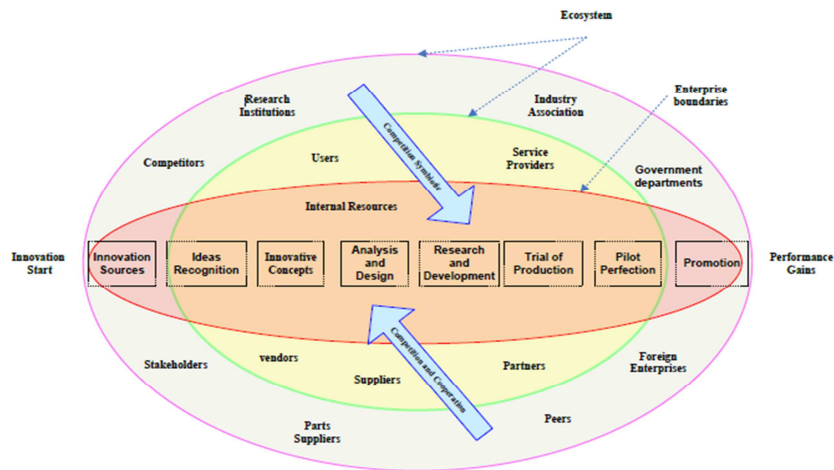 Ecosystem
Enterprise
boundaries
Research
Institutions
Industry
Association
Competition Symbiotic
Competitors
Users
Service
Providers
Government
departments
Internal Resources
Innovation
Start
Innovation
Sources
Ideas
Recognition
Innovative
Concepts
Analysis
and
Design
Research
and
Development
Trial of
Production
Pilot
Perfection
Promotion
Performance
Gains
Competition and Cooperation
Stakeholders
vendors
Suppliers
Partners
Foreign
Enterprises
Parts
Suppliers
Peers